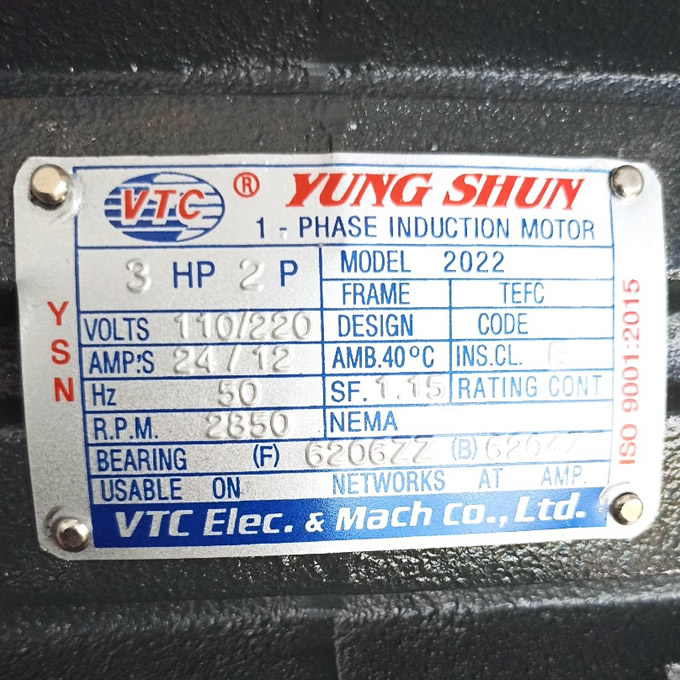 VTC ® YUNG SHUN
1 - PHASE INDUCTION MOTOR
3 HP 2 P
MODEL 2022
FRAME TEFC
VOLTS 110/220
DESIGN CODE
AMP:S 24 / 12
AMB.40°C INS.CL.
Hz 50
SF. 1.15 RATING CONT
R.P.M. 2850
NEMA
BEARING (F) 6206ZZ (B)
USABLE ON NETWORKS AT AMP.
VTC Elec. & Mach Co., Ltd.
YSN
ISO 9001:2015